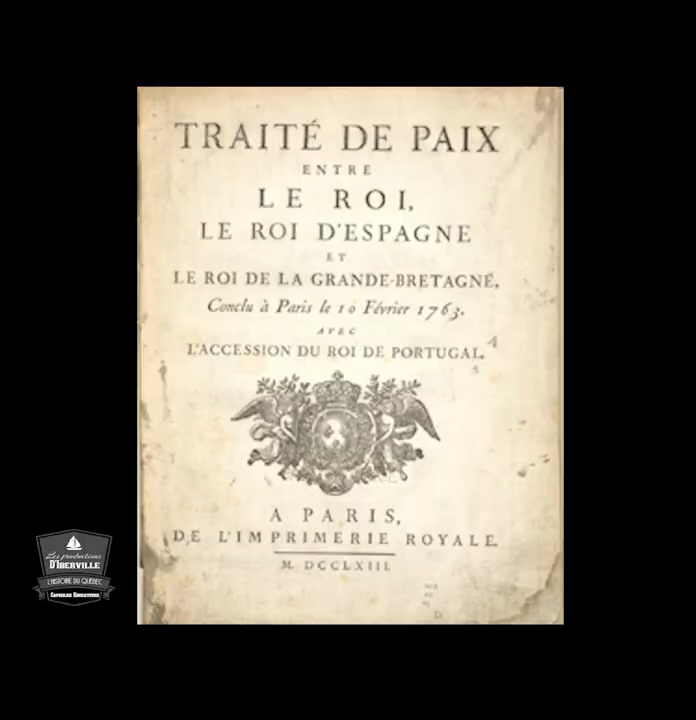 TRAITÉ DE PAIX
ENTRE
LE ROI,
LE ROI D'ESPAGNE
ET
LE ROI DE LA GRANDE-BRETAGNE,
Conclu à Paris le 10 Février 1763.
AVEC
L'ACCESSION DU ROI DE PORTUGAL.
A PARIS,
DE L'IMPRIMERIE ROYALE.
M. DCCLXIII.
Les productions
D'IBERVILLE
L'HISTOIRE DU QUÉBEC
CAPSULES ÉDUCATIVES